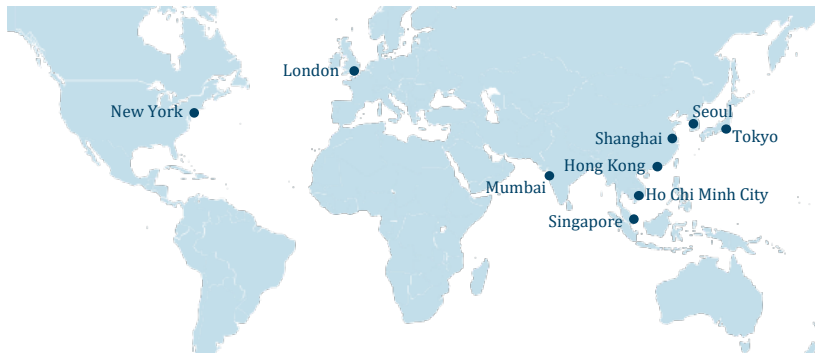 London
New York
Seoul
Shanghai
Tokyo
Hong Kong
Mumbai
Ho Chi Minh City
Singapore